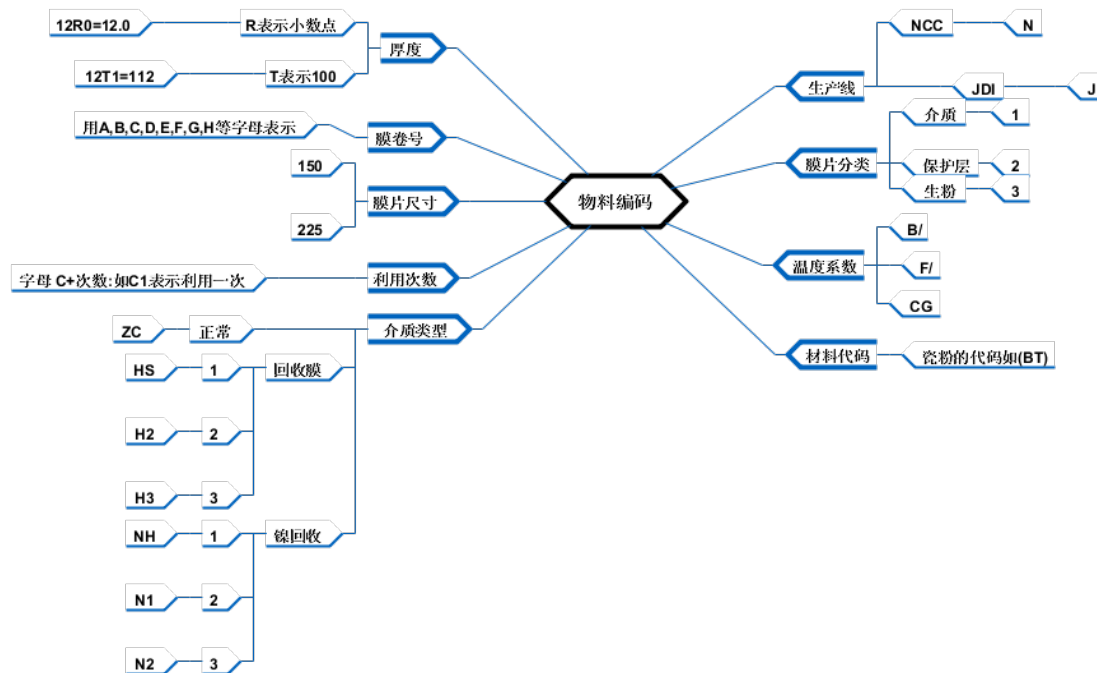 物料编码
生产线
NCC
N
JDI
J
膜片分类
介质
1
保护层
2
生粉
3
温度系数
B/
F/
CG
材料代码
瓷粉的代码如(BT)
厚度
R表示小数点
12R0=12.0
T表示100
12T1=112
膜卷号
用A,B,C,D,E,F,G,H等字母表示
膜片尺寸
150
225
利用次数
字母 C+次数:如C1表示利用一次
介质类型
正常
ZC
回收膜
1
HS
2
H2
3
H3
镍回收
1
NH
2
N1
3
N2